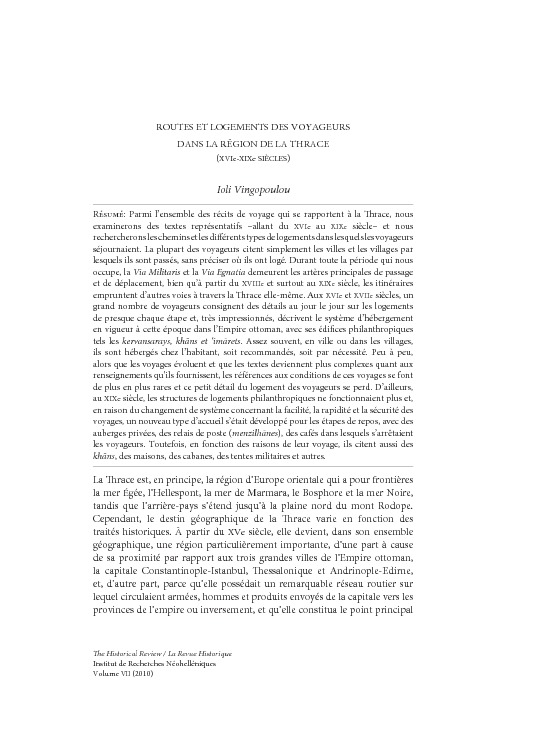 ROUTES ET LOGEMENTS DES VOYAGEURS
DANS LA RÉGION DE LA THRACE
(XVIe-XIXe SIÈCLES)
Ioli Vingopoulou
Résumé: Parmi l'ensemble des récits de voyage qui se rapportent à la Thrace, nous
examinerons des textes représentatifs –allant du XVIe au XIXe siècle– et nous
rechercherons les chemins et les différents types de logements dans lesquels les voyageurs
séjournaient. La plupart des voyageurs citent simplement les villes et les villages par
lesquels ils sont passés, sans préciser où ils ont logé. Durant toute la période qui nous
occupe, la Via Militaris et la Via Egnatia demeurent les artères principales de passage
et de déplacement, bien qu'à partir du XVIIIe et surtout au XIXe siècle, les itinéraires
empruntent d'autres voies à travers la Thrace elle-même. Aux XVIe et XVIIe siècles, un
grand nombre de voyageurs consignent des détails au jour le jour sur les logements
de presque chaque étape et, très impressionnés, décrivent le système d'hébergement
en vigueur à cette époque dans l'Empire ottoman, avec ses édifices philanthropiques
tels les kervansarays, khâns et 'imârets. Assez souvent, en ville ou dans les villages,
ils sont hébergés chez l'habitant, soit recommandés, soit par nécessité. Peu à peu,
alors que les voyages évoluent et que les textes deviennent plus complexes quant aux
renseignements qu'ils fournissent, les références aux conditions de ces voyages se font
de plus en plus rares et ce petit détail du logement des voyageurs se perd. D'ailleurs,
au XIXe siècle, les structures de logements philanthropiques ne fonctionnaient plus et,
en raison du changement de système concernant la facilité, la rapidité et la sécurité des
voyages, un nouveau type d'accueil s'était développé pour les étapes de repos, avec des
auberges privées, des relais de poste (menzilhânes), des cafés dans lesquels s'arrêtaient
les voyageurs. Toutefois, en fonction des raisons de leur voyage, ils citent aussi des
khâns, des maisons, des cabanes, des tentes militaires et autres.
La Thrace est, en principe, la région d'Europe orientale qui a pour frontières
la mer Égée, l'Hellespont, la mer de Marmara, le Bosphore et la mer Noire,
tandis que l'arrière-pays s'étend jusqu'à la plaine nord du mont Rodope.
Cependant, le destin géographique de la Thrace varie en fonction des
traités historiques. À partir du XVe siècle, elle devient, dans son ensemble
géographique, une région particulièrement importante, d'une part à cause
de sa proximité par rapport aux trois grandes villes de l'Empire ottoman,
la capitale Constantinople-Istanbul, Thessalonique et Andrinople-Edirne,
et, d'autre part, parce qu'elle possédait un remarquable réseau routier sur
lequel circulaient armées, hommes et produits envoyés de la capitale vers les
provinces de l'empire ou inversement, et qu'elle constitua le point principal
The Historical Review / La Revue Historique
Institut de Recherches Néohelléniques
Volume VII (2010)